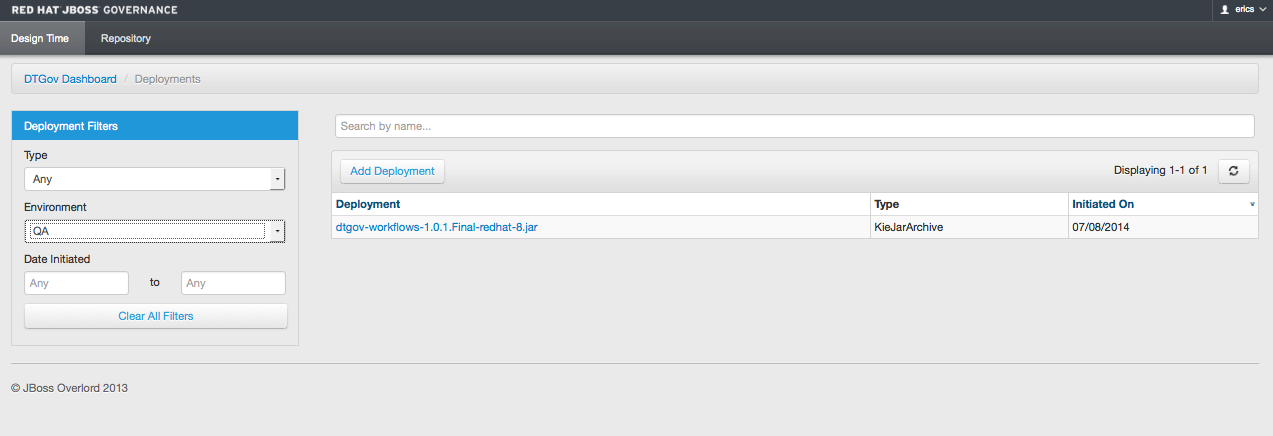 RED HAT JBOSS GOVERNANCE
erics
Design Time Repository
DTGov Dashboard / Deployments
Deployment Filters
Type
Any
Environment
QA
Date Initiated
Any to Any
Clear All Filters
Search by name...
Add Deployment Displaying 1-1 of 1
Deployment Type Initiated On
dtgov-workflows-1.0.1.Final-redhat-8.jar KieJarArchive 07/08/2014
© JBoss Overlord 2013